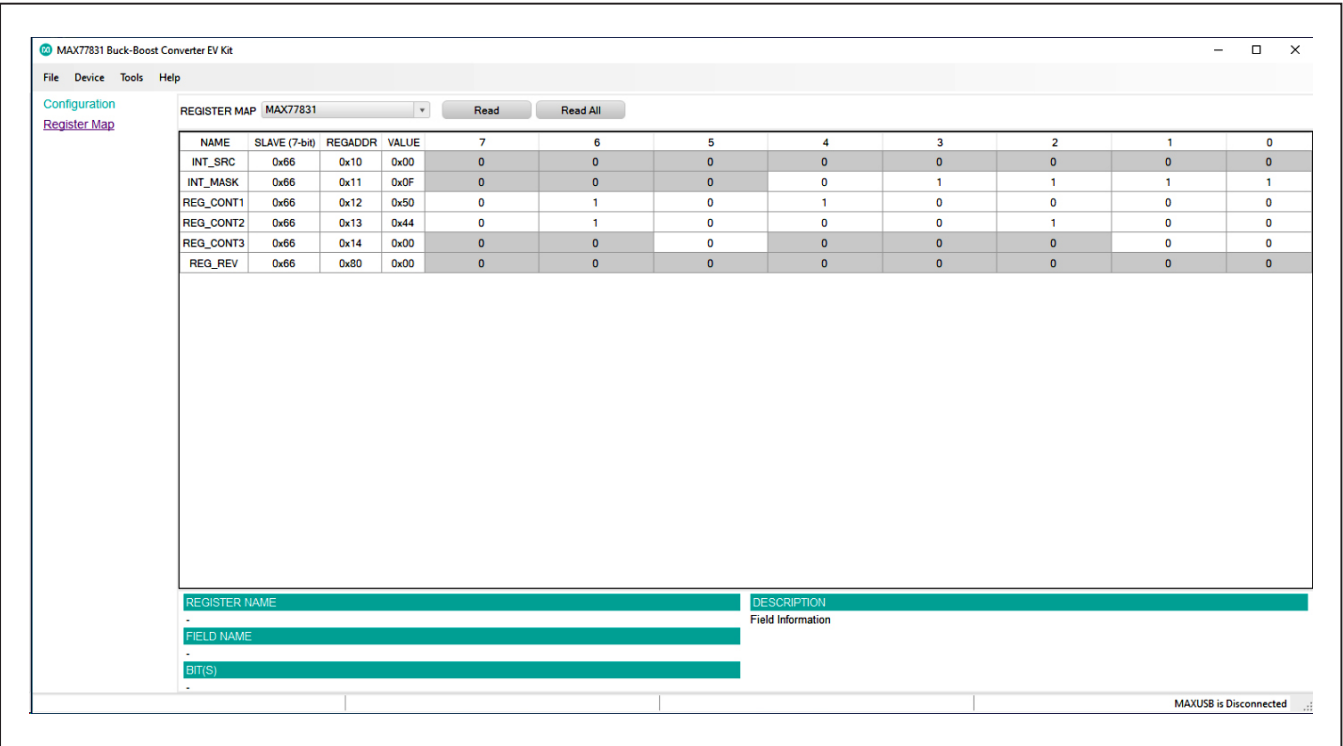 MAX77831 Buck-Boost Converter EV Kit
File Device Tools Help
Configuration
Register Map
REGISTER MAP MAX77831 Read Read All
NAME SLAVE (7-bit) REGADDR VALUE 7 6 5 4 3 2 1 0
INT_SRC 0x66 0x10 0x00 0 0 0 0 0 0 0 0
INT_MASK 0x66 0x11 0x0F 0 0 0 0 1 1 1 1
REG_CONT1 0x66 0x12 0x50 0 1 0 1 0 0 0 0
REG_CONT2 0x66 0x13 0x44 0 1 0 0 0 1 0 0
REG_CONT3 0x66 0x14 0x00 0 0 0 0 0 0 0 0
REG_REV 0x66 0x80 0x00 0 0 0 0 0 0 0 0
REGISTER NAME
-
FIELD NAME
-
BIT(S)
-
DESCRIPTION
Field Information
MAXUSB is Disconnected